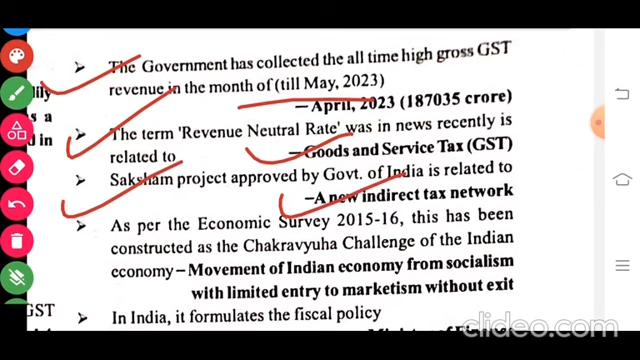 The Government has collected the all time high gross GST
revenue in the month of (till May, 2023)
–April, 2023 (187035 crore)
The term 'Revenue Neutral Rate' was in news recently is
related to
–Goods and Service Tax (GST)
Saksham project approved by Govt. of India is related to
–A new indirect tax network
As per the Economic Survey 2015-16, this has been
constructed as the Chakravyuha Challenge of the Indian
economy – Movement of Indian economy from socialism
with limited entry to marketism without exit
In India, it formulates the fiscal policy
as a
d in
GST
clideo.com